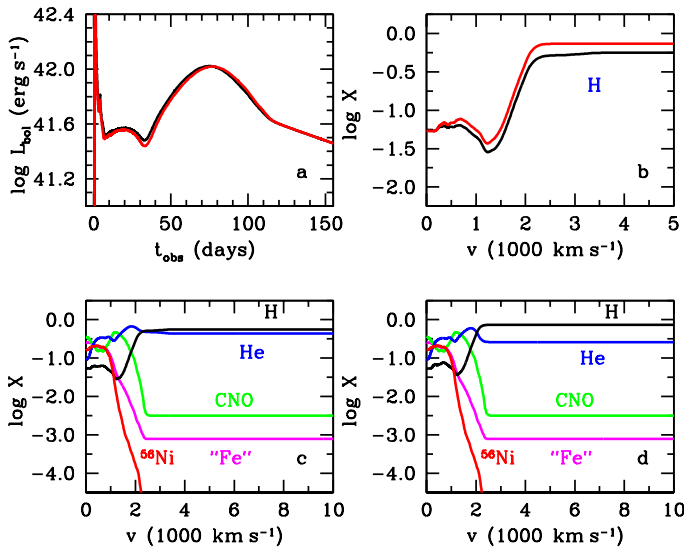 42.4
42.0
41.6
41.2
log L_bol (erg s⁻¹)
a
0 50 100 150
t_obs (days)
0.0
−0.5
−1.0
−1.5
−2.0
log X
H
b
0 1 2 3 4 5
v (1000 km s⁻¹)
0.0
−1.0
−2.0
−3.0
−4.0
log X
H
He
CNO
⁵⁶Ni "Fe" c
0 2 4 6 8 10
v (1000 km s⁻¹)
0.0
−1.0
−2.0
−3.0
−4.0
log X
H
He
CNO
⁵⁶Ni "Fe" d
0 2 4 6 8 10
v (1000 km s⁻¹)